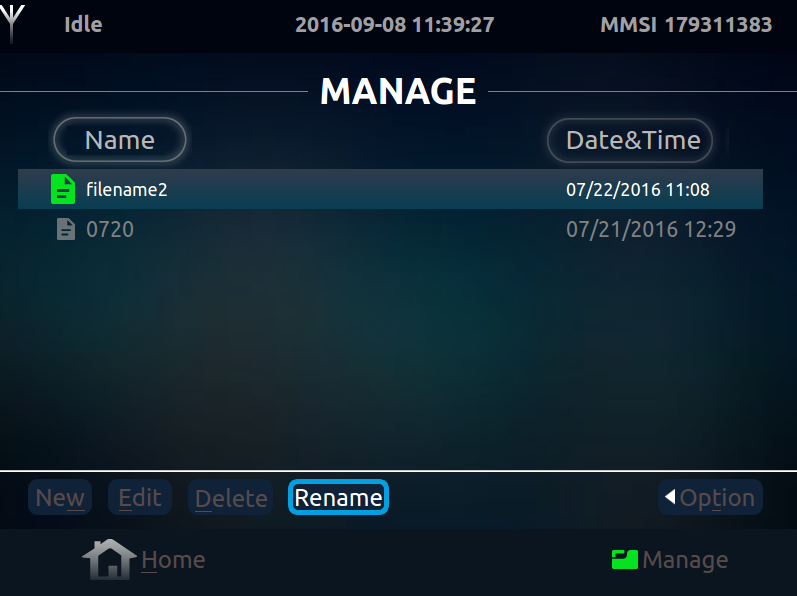 Idle 2016-09-08 11:39:27 MMSI 179311383
MANAGE
Name Date&Time
filename2 07/22/2016 11:08
0720 07/21/2016 12:29
New Edit Delete Rename Option
Home Manage